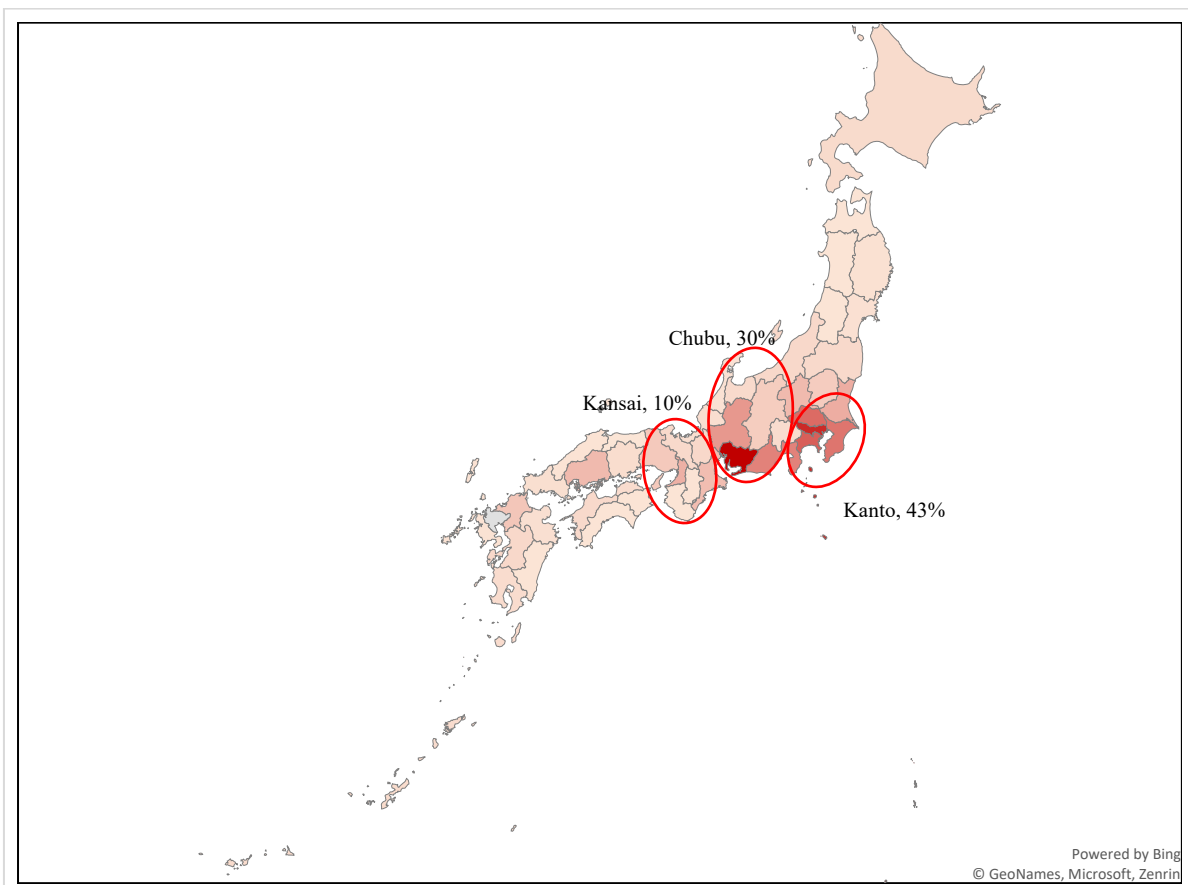 Chubu, 30%
Kansai, 10%
Kanto, 43%
Powered by Bing
© GeoNames, Microsoft, Zenrin